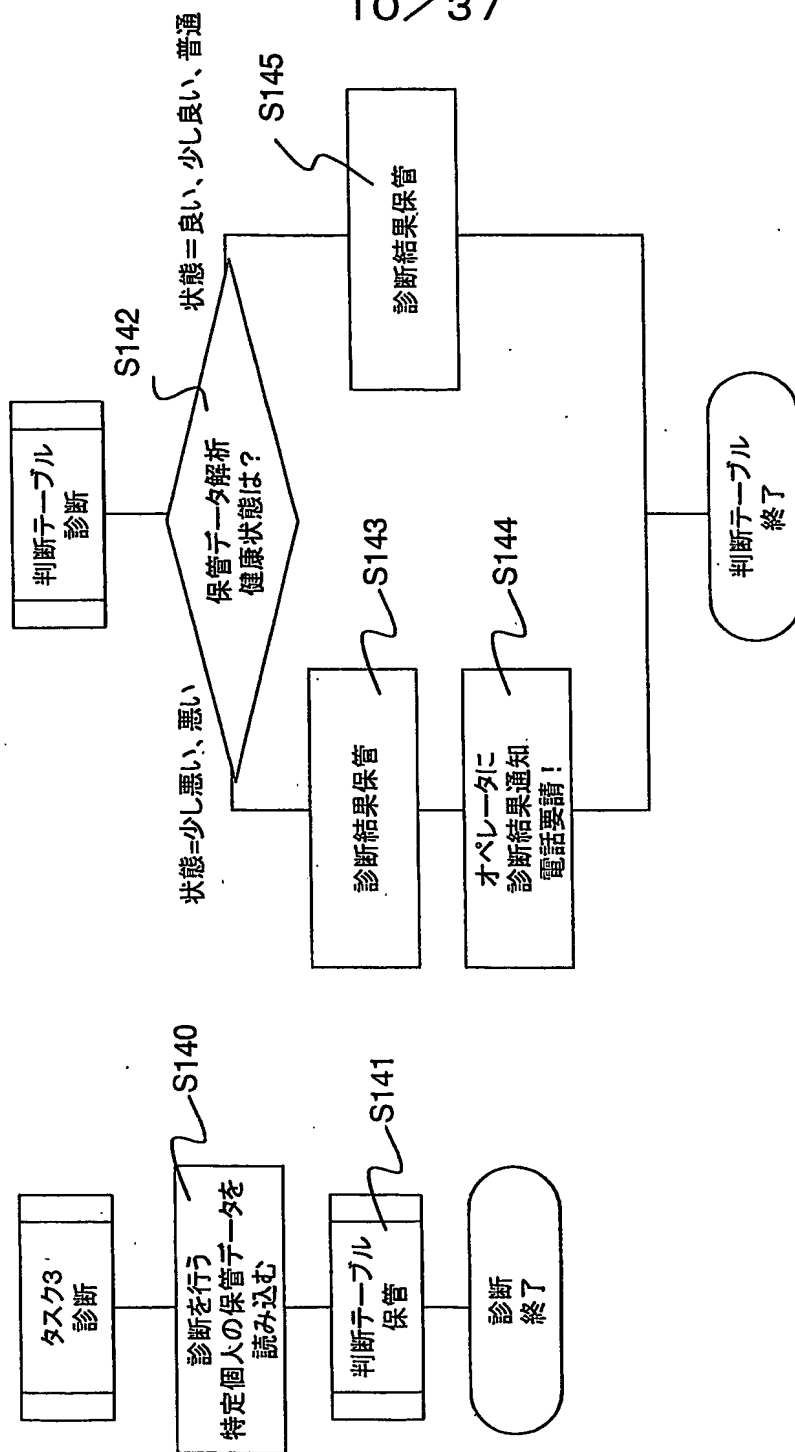 10/37
タスク3
診断
S140
診断を行う
特定個人の保管データを
読み込む
S141
判断テーブル
保管
診断
終了
判断テーブル
診断
S142
保管データ解析
健康状態は？
状態=少し悪い、悪い
状態＝良い、少し良い、普通
S143
診断結果保管
S144
オペレータに
診断結果通知
電話要請！
S145
診断結果保管
判断テーブル
終了